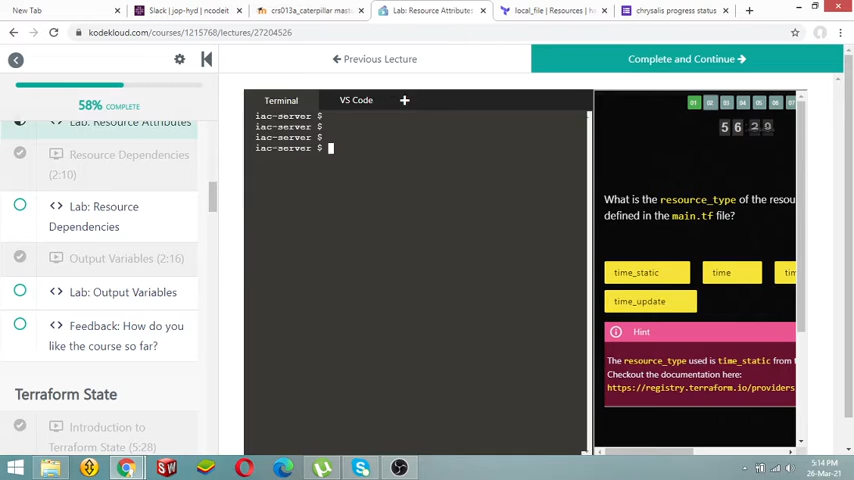 New Tab
Slack | jop-hyd | ncodeit
crs013a_caterpillar mast
Lab: Resource Attributes
local_file | Resources | ha
chrysalis progress status
kodekloud.com/courses/1215768/lectures/27204526
Previous Lecture
Complete and Continue
58% COMPLETE
Lab: Resource Attributes
Resource Dependencies
(2:10)
Lab: Resource
Dependencies
Output Variables (2:16)
Lab: Output Variables
Feedback: How do you
like the course so far?
Terraform State
Introduction to
Terraform State (5:28)
Terminal
VS Code
iac-server $
iac-server $
iac-server $
iac-server $
01 02 03 04 05 06 07
What is the resource_type of the resou
defined in the main.tf file?
time_static
time
tim
time_update
Hint
The resource_type used is time_static from t
Checkout the documentation here:
https://registry.terraform.io/providers
5:14 PM
26-Mar-21